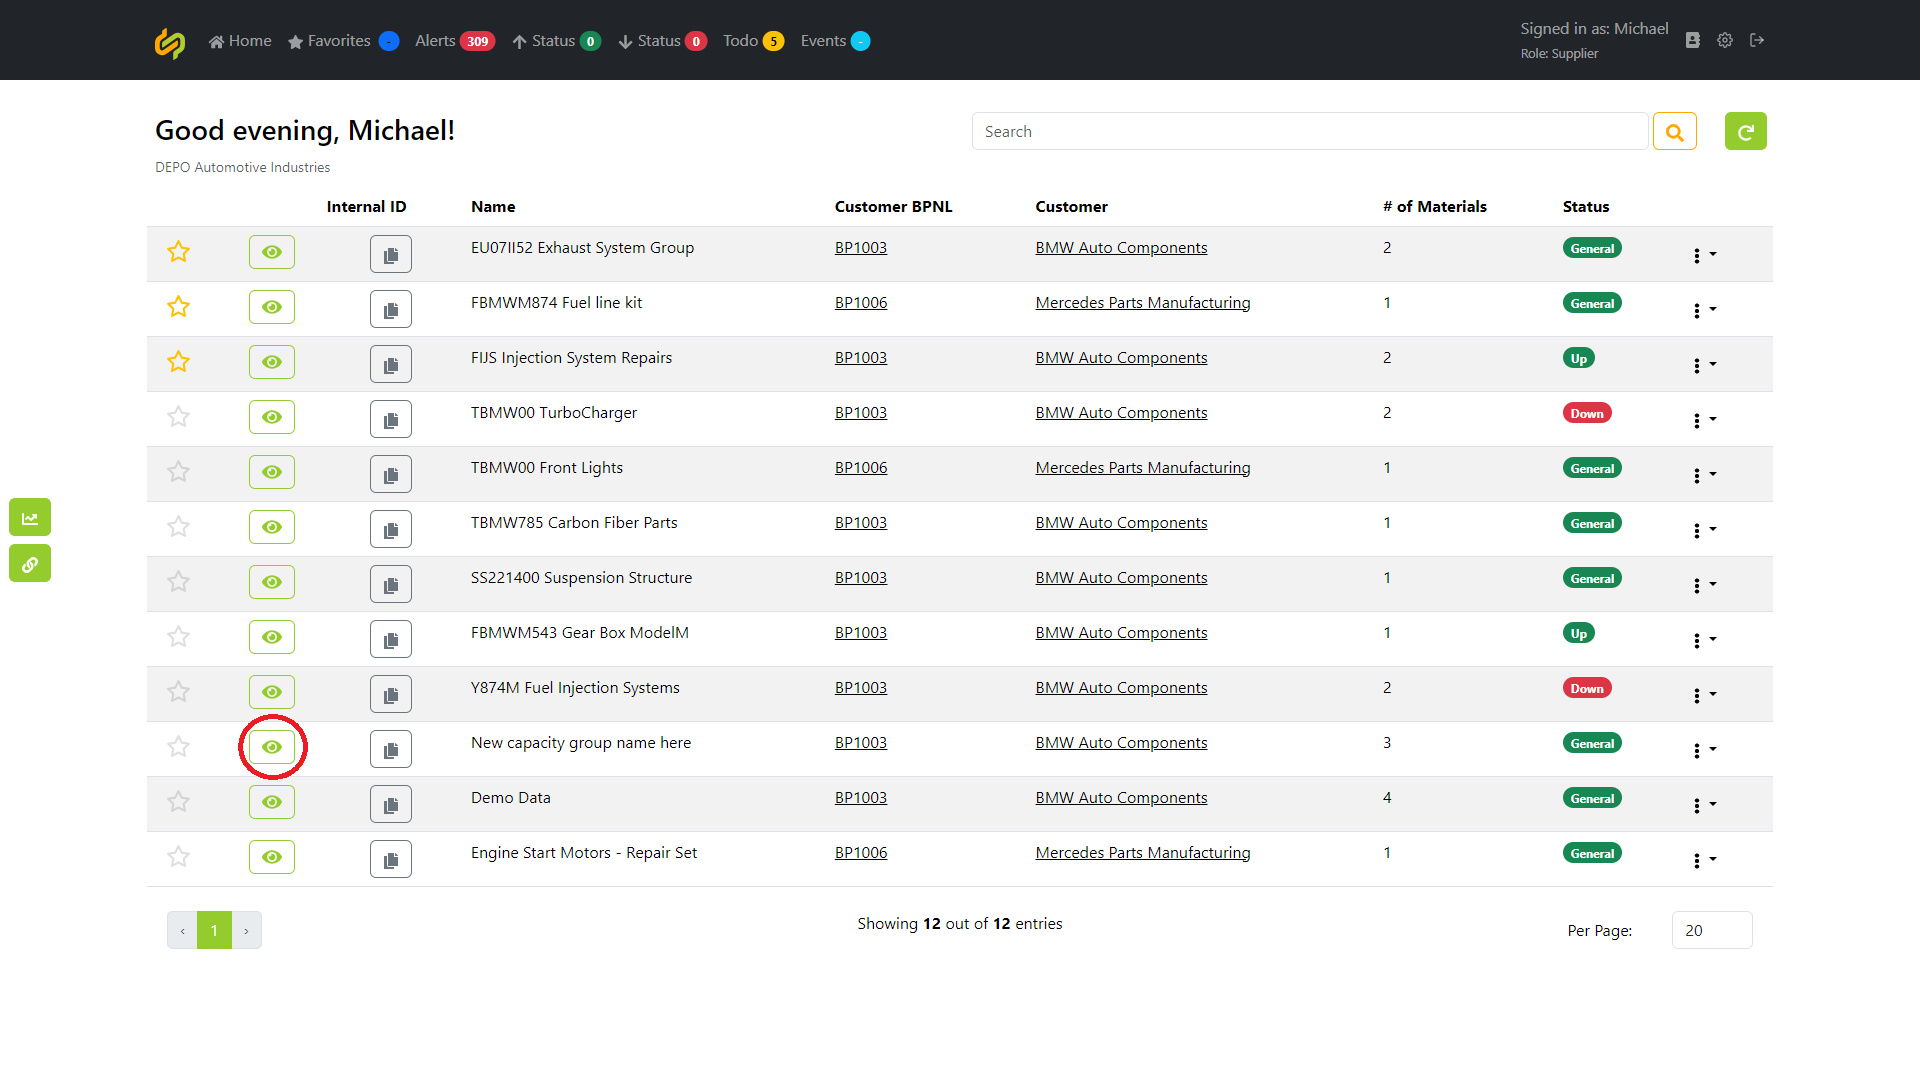 Home Favorites - Alerts 309 Status 0 Status 0 Todo 5 Events -
Signed in as: Michael
Role: Supplier
Good evening, Michael!
Search
DEPO Automotive Industries
Internal ID Name Customer BPNL Customer # of Materials Status
EU07II52 Exhaust System Group BP1003 BMW Auto Components 2 General
FBMWM874 Fuel line kit BP1006 Mercedes Parts Manufacturing 1 General
FIJS Injection System Repairs BP1003 BMW Auto Components 2 Up
TBMW00 TurboCharger BP1003 BMW Auto Components 2 Down
TBMW00 Front Lights BP1006 Mercedes Parts Manufacturing 1 General
TBMW785 Carbon Fiber Parts BP1003 BMW Auto Components 1 General
SS221400 Suspension Structure BP1003 BMW Auto Components 1 General
FBMWM543 Gear Box ModelM BP1003 BMW Auto Components 1 Up
Y874M Fuel Injection Systems BP1003 BMW Auto Components 2 Down
New capacity group name here BP1003 BMW Auto Components 3 General
Demo Data BP1003 BMW Auto Components 4 General
Engine Start Motors - Repair Set BP1006 Mercedes Parts Manufacturing 1 General
‹ 1 › Showing 12 out of 12 entries Per Page: 20